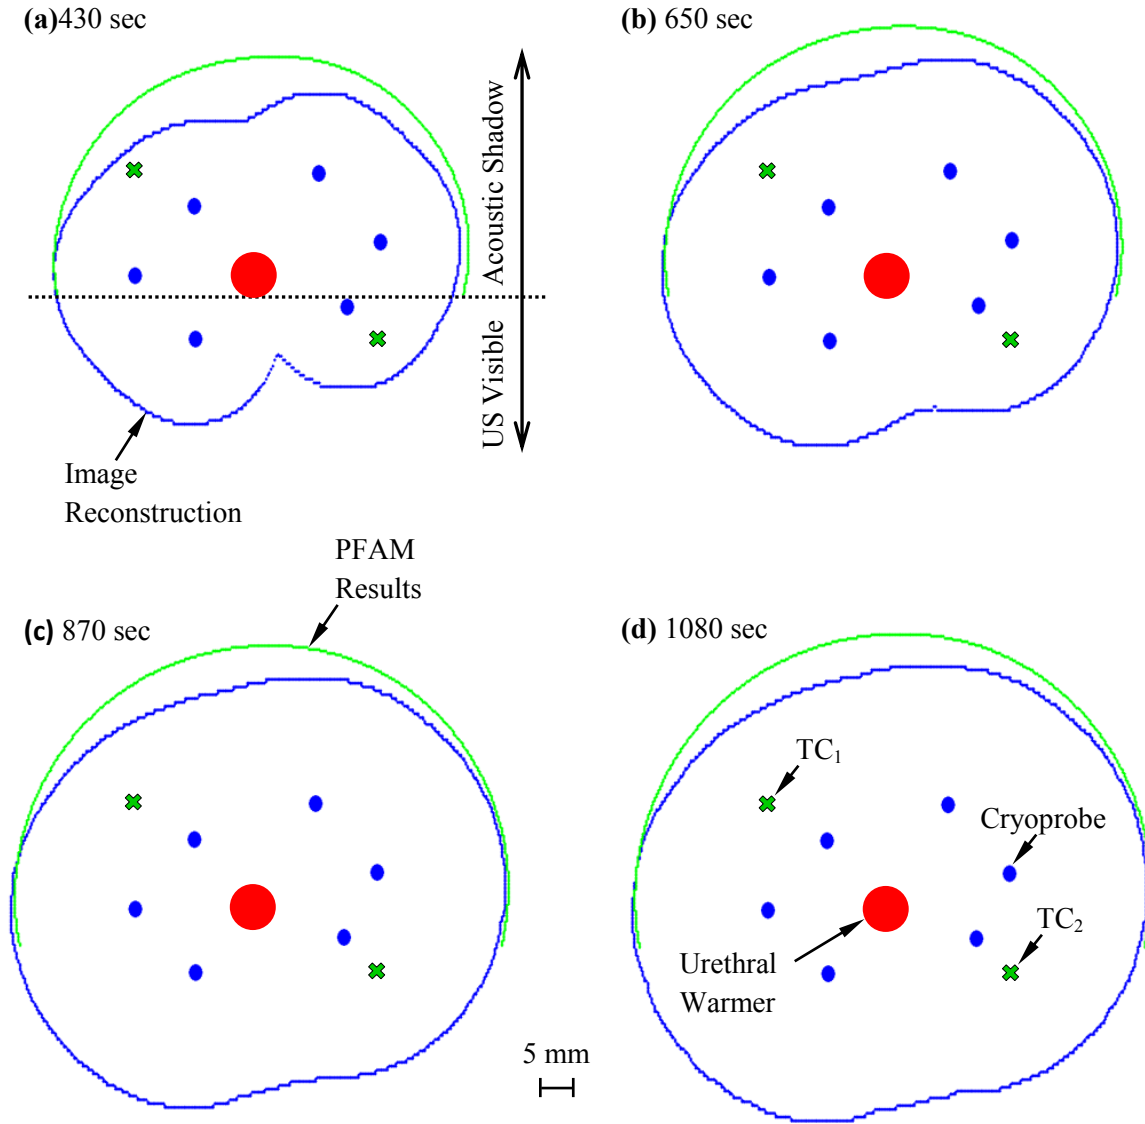 (a)430 sec
(b) 650 sec
Acoustic Shadow
US Visible
Image
Reconstruction
PFAM
Results
(c) 870 sec
(d) 1080 sec
TC1
Cryoprobe
TC2
Urethral
Warmer
5 mm